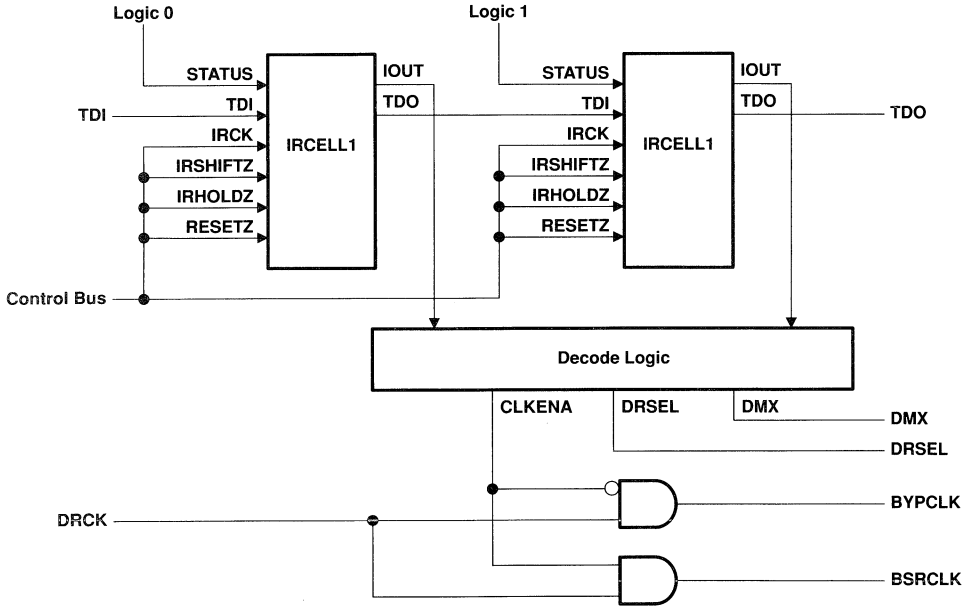 Logic 0
Logic 1
STATUS
IOUT
STATUS
IOUT
TDI
TDI
TDO
TDI
TDO
TDO
IRCK
IRCELL1
IRCK
IRCELL1
IRSHIFTZ
IRSHIFTZ
IRHOLDZ
IRHOLDZ
RESETZ
RESETZ
Control Bus
Decode Logic
CLKENA
DRSEL
DMX
DMX
DRSEL
BYPCLK
DRCK
BSRCLK